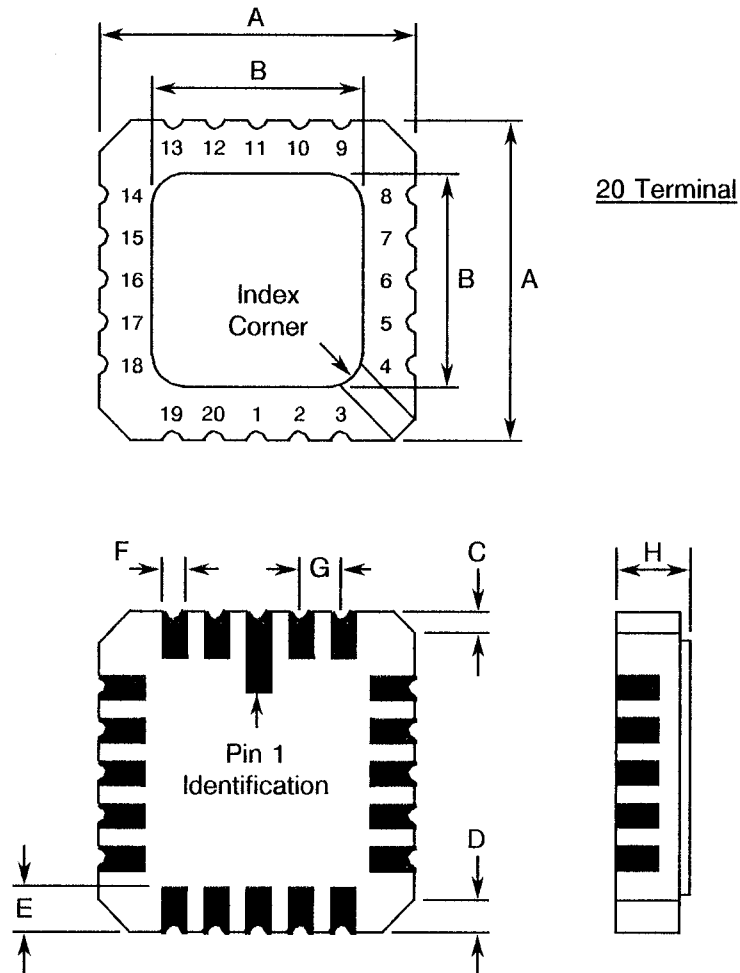 A
B
13 12 11 10 9
14 8
20 Terminal
15 7
16 6
B A
Index
Corner
17 5
18 4
19 20 1 2 3
F G C H
Pin 1
Identification
D
E